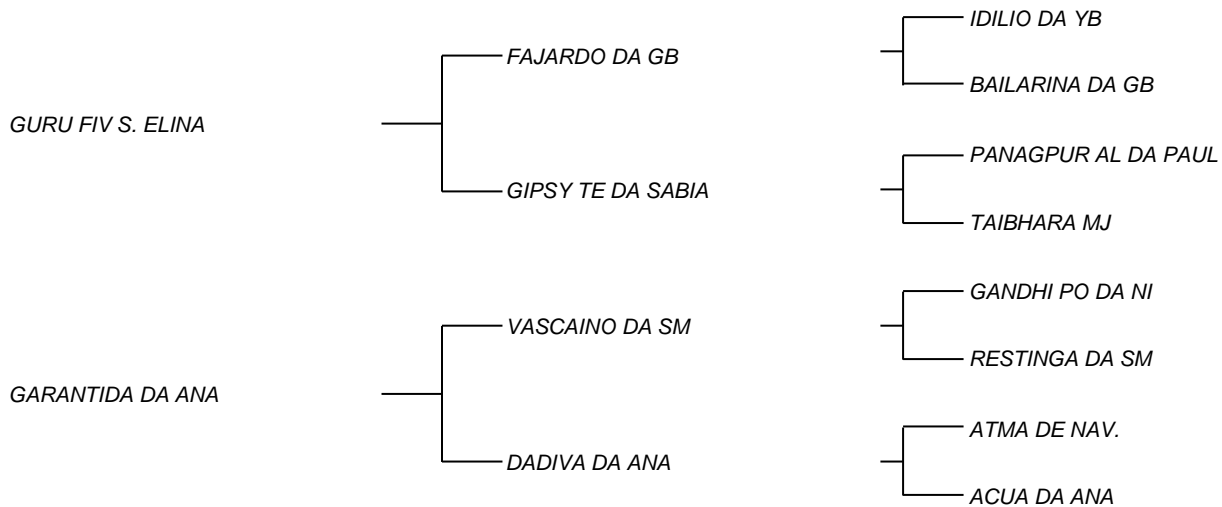 IDILIO DA YB
FAJARDO DA GB
BAILARINA DA GB
GURU FIV S. ELINA
PANAGPUR AL DA PAUL
GIPSY TE DA SABIA
TAIBHARA MJ
GANDHI PO DA NI
VASCAINO DA SM
RESTINGA DA SM
GARANTIDA DA ANA
ATMA DE NAV.
DADIVA DA ANA
ACUA DA ANA